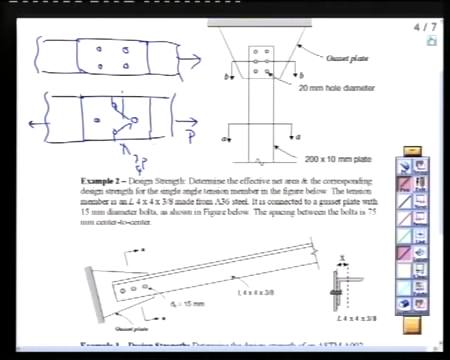 4 / 7
Gusset plate
b
b
20 mm hole diameter
a
a
200 x 10 mm plate
P
Example 2 – Design Strength: Determine the effective net area & the corresponding
design strength for the single angle tension member in the figure below. The tension
member is an L 4 x 4 x 3/8 made from A36 steel. It is connected to a gusset plate with
15 mm diameter bolts, as shown in Figure below. The spacing between the bolts is 75
mm center-to-center.
x
L 4 x 4 x 3/8
= 15 mm
Gusset plate
L 4 x 4 x 3/8